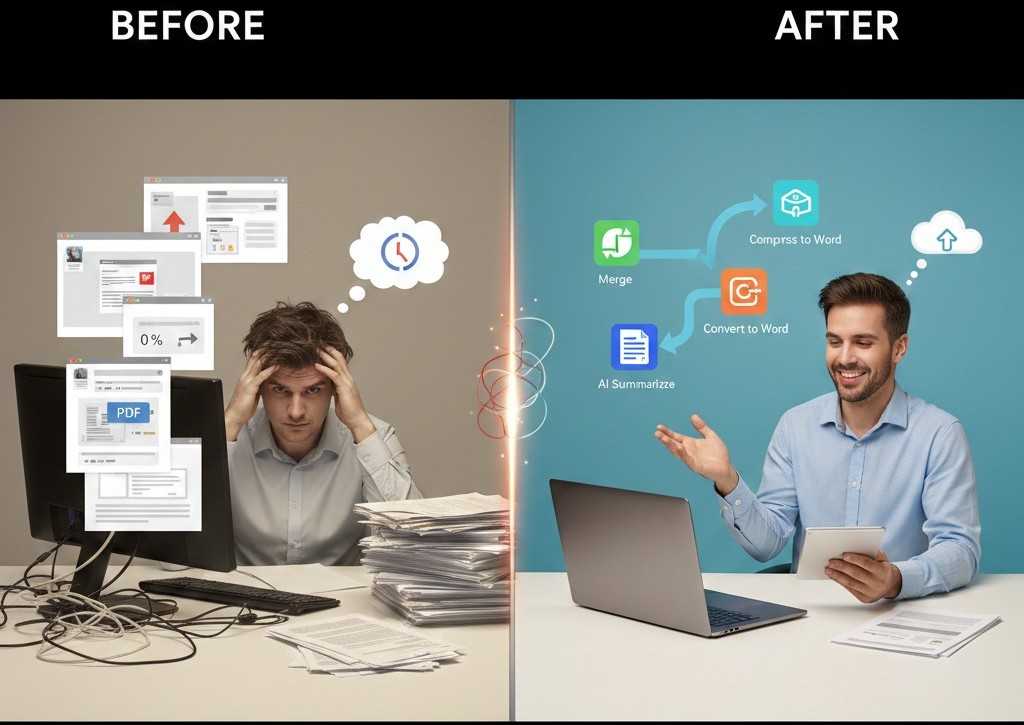 BEFORE
AFTER
0%
PDF
Merge
Comprss to Word
Convert to Word
AI Summarizze